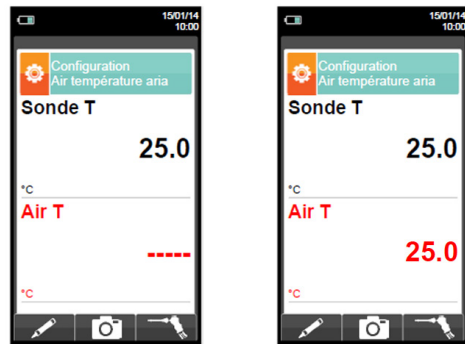 15/01/14
10:00
Configuration
Air température aria
Sonde T
25.0
°C
Air T
-----
°C
15/01/14
10:00
Configuration
Air température aria
Sonde T
25.0
°C
Air T
25.0
°C